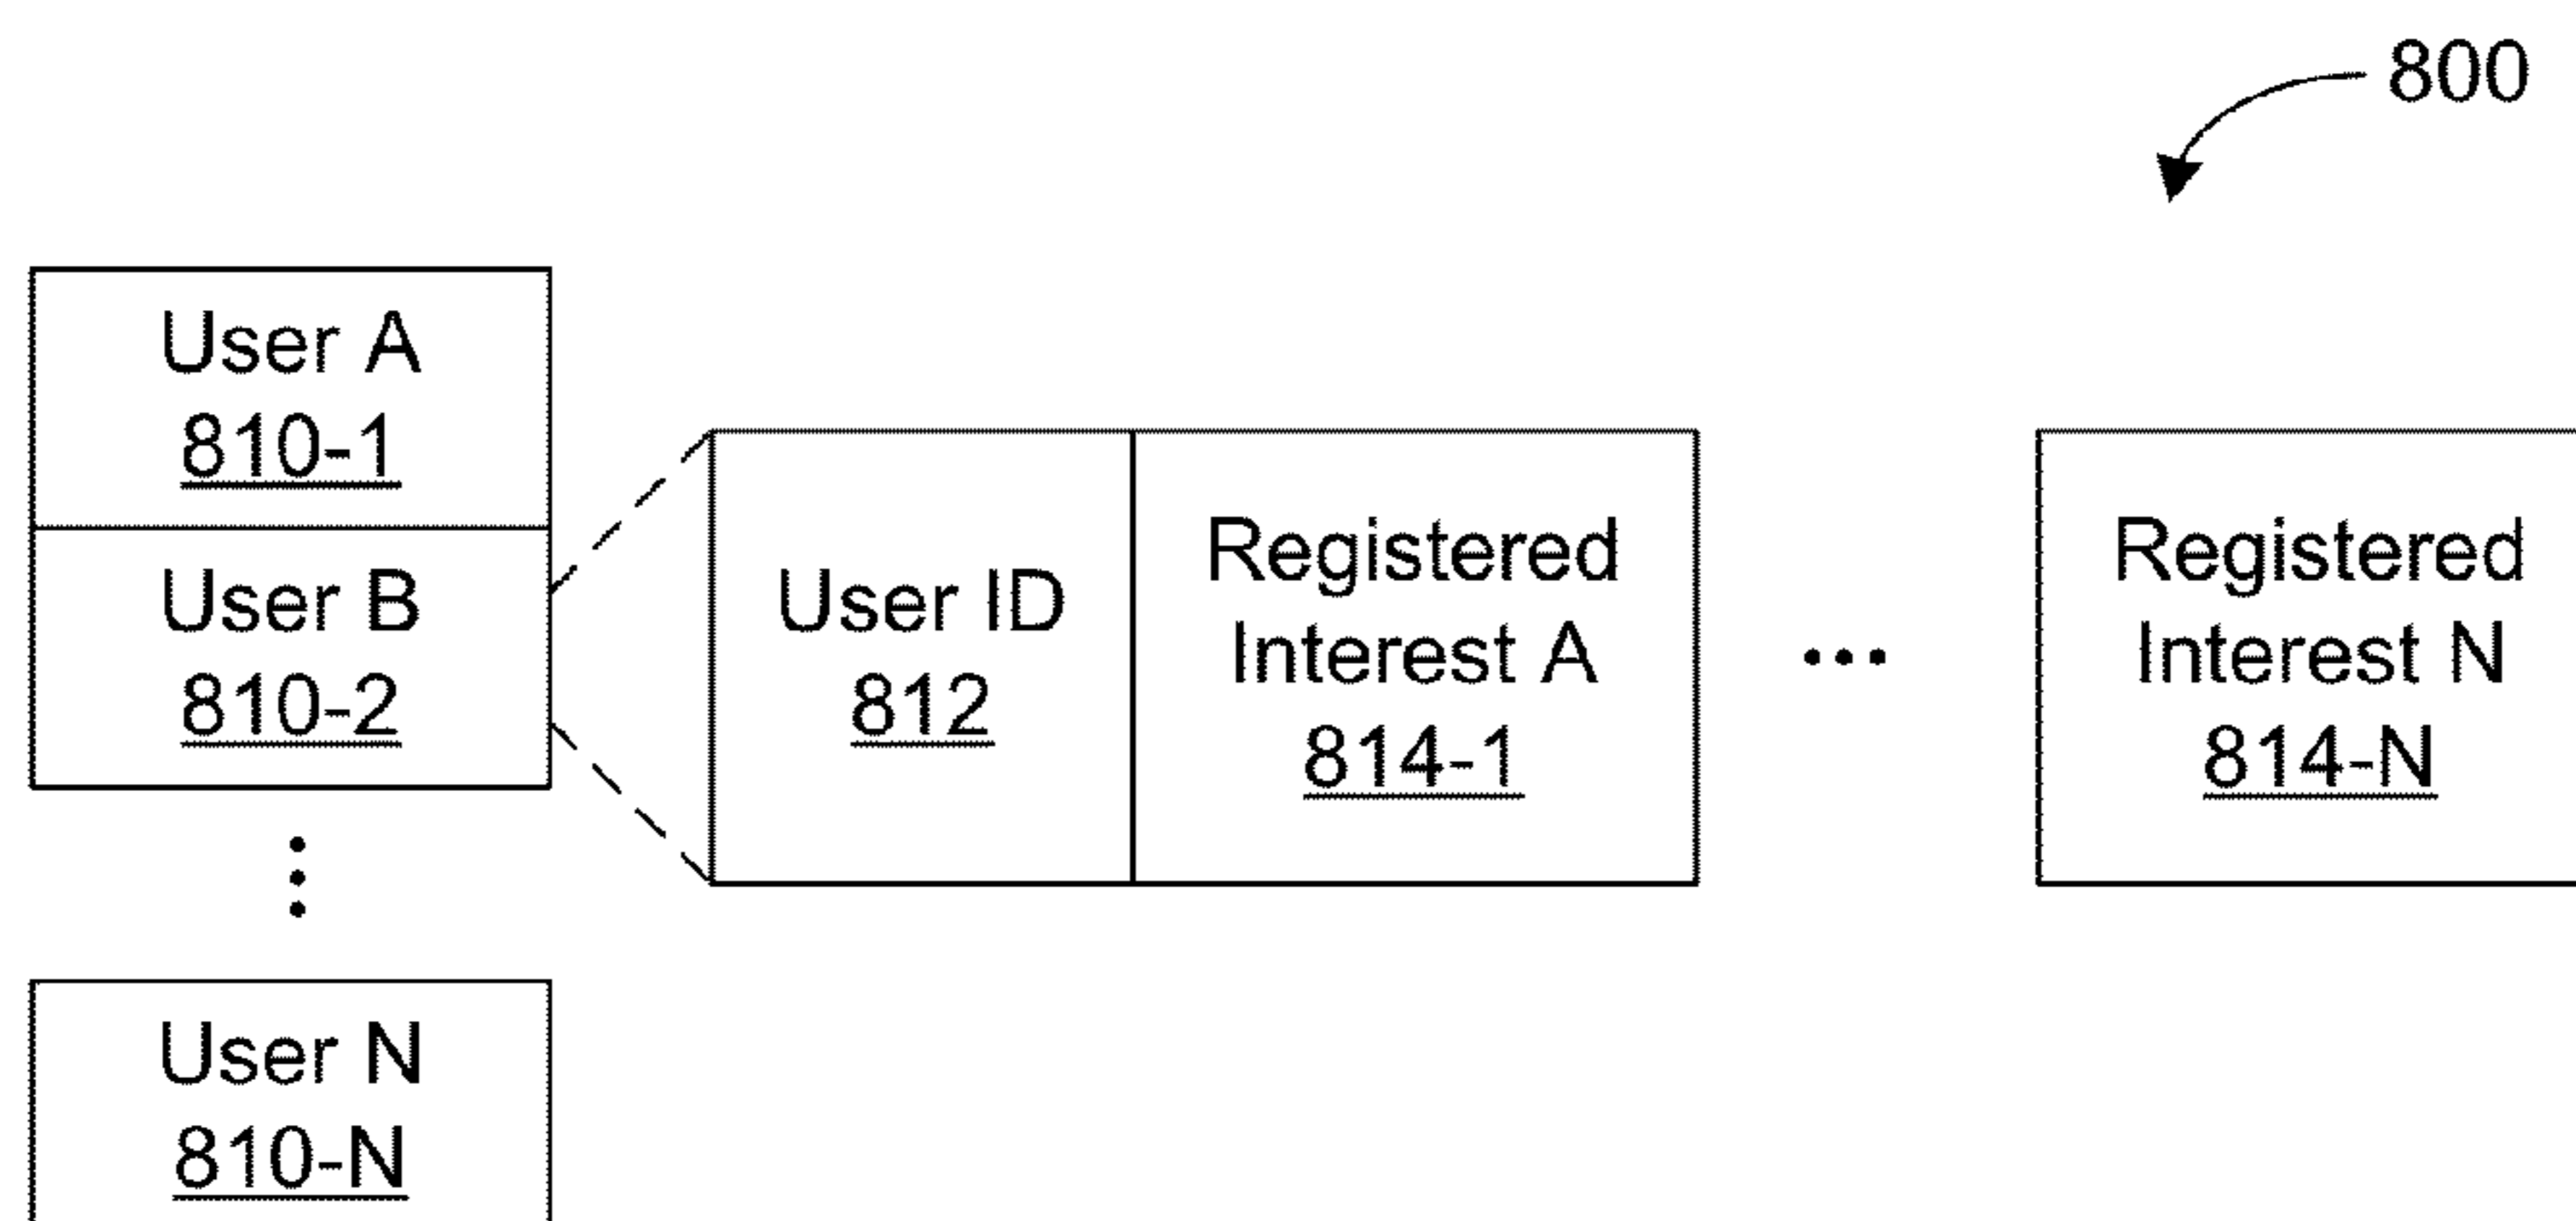 800
User A
810-1
User B
810-2
User ID
812
Registered
Interest A
814-1
...
Registered
Interest N
814-N
User N
810-N